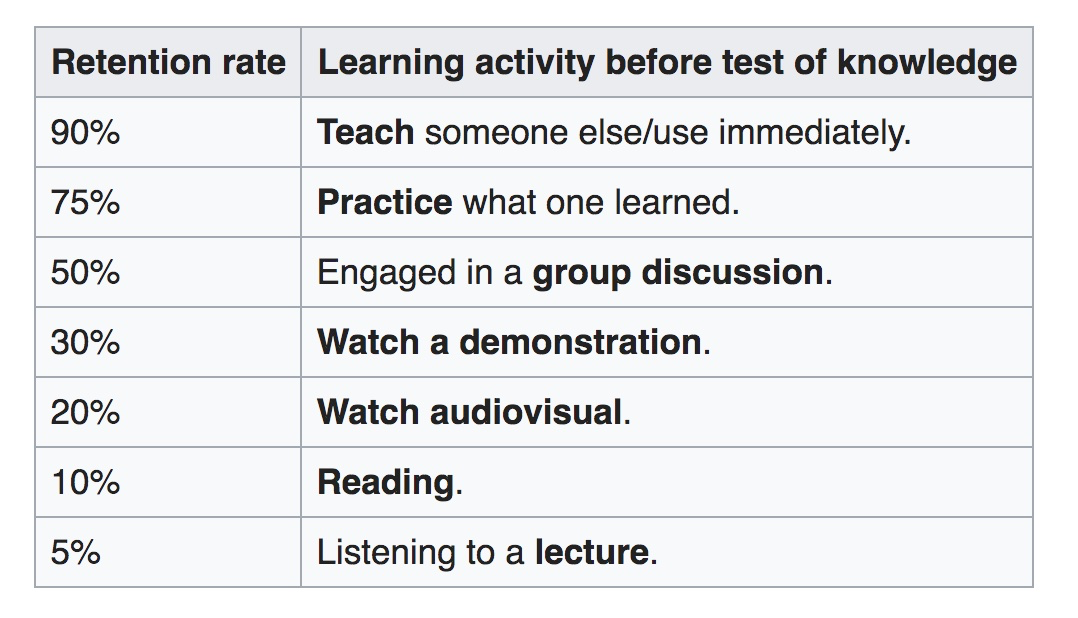 Retention rate Learning activity before test of knowledge
90% Teach someone else/use immediately.
75% Practice what one learned.
50% Engaged in a group discussion.
30% Watch a demonstration.
20% Watch audiovisual.
10% Reading.
5% Listening to a lecture.